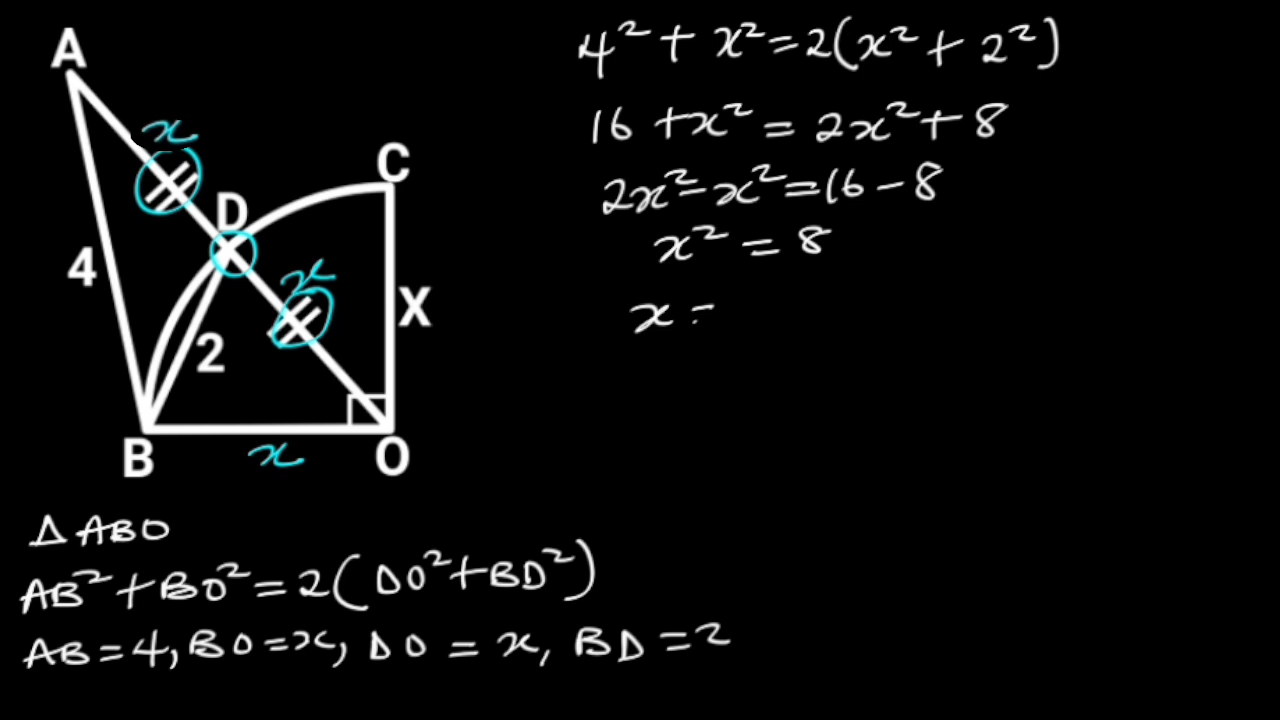 A
x
C
D
4
x
X
2
B
x
O
4² + x² = 2(x² + 2²)
16 + x² = 2x² + 8
2x² - x² = 16 - 8
x² = 8
x =
Δ ABO
AB² + BO² = 2(DO² + BD²)
AB = 4, BO = x, DO = x, BD = 2